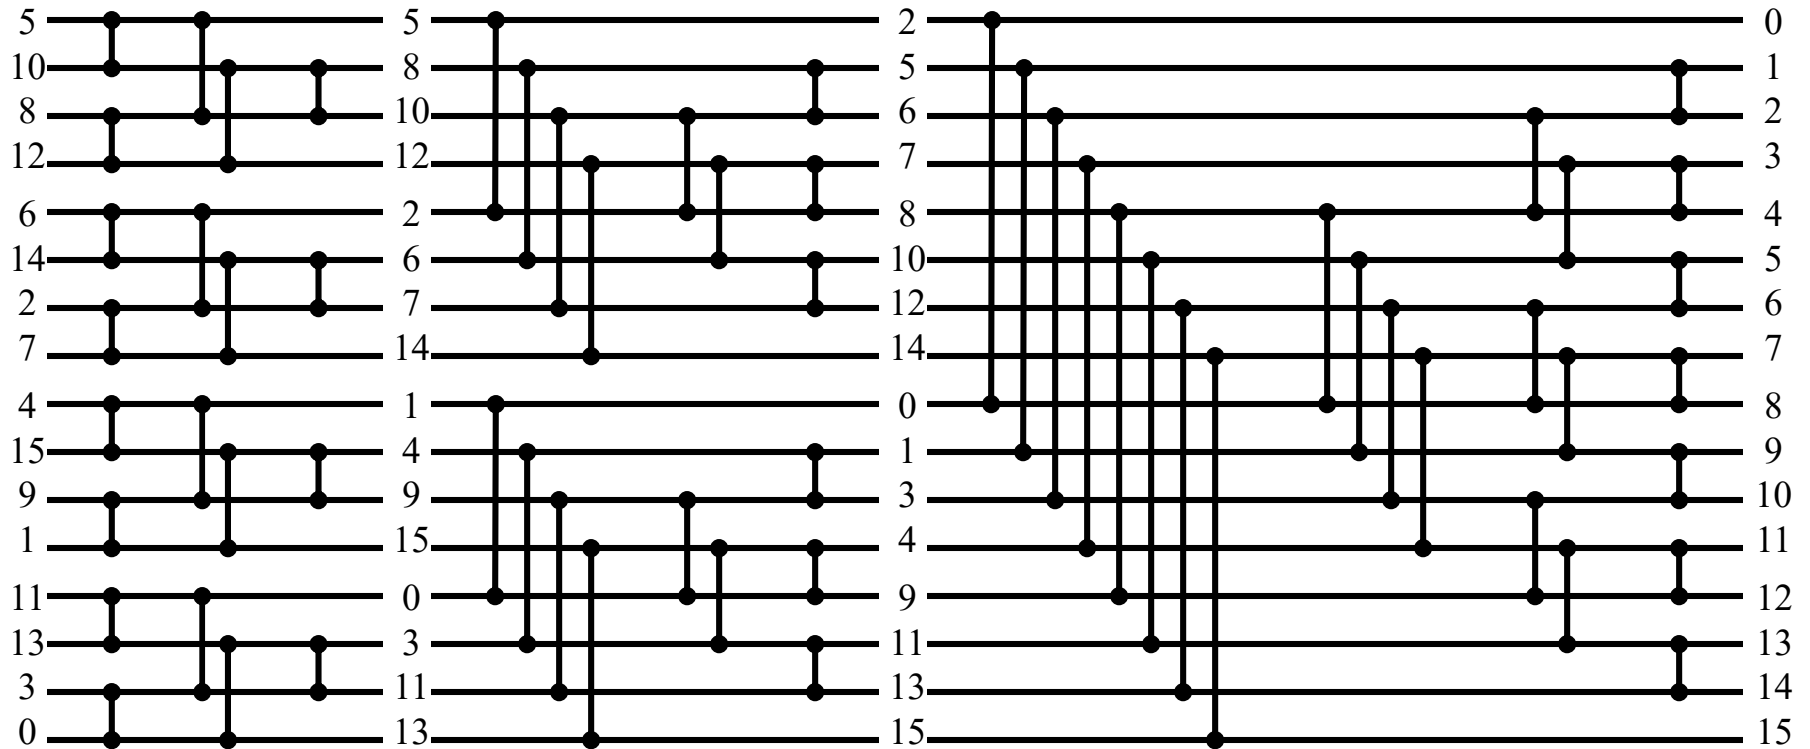 5 5 2 0
10 8 5 1
8 10 6 2
12 12 7 3
6 2 8 4
14 6 10 5
2 7 12 6
7 14 14 7
4 1 0 8
15 4 1 9
9 9 3 10
1 15 4 11
11 0 9 12
13 3 11 13
3 11 13 14
0 13 15 15